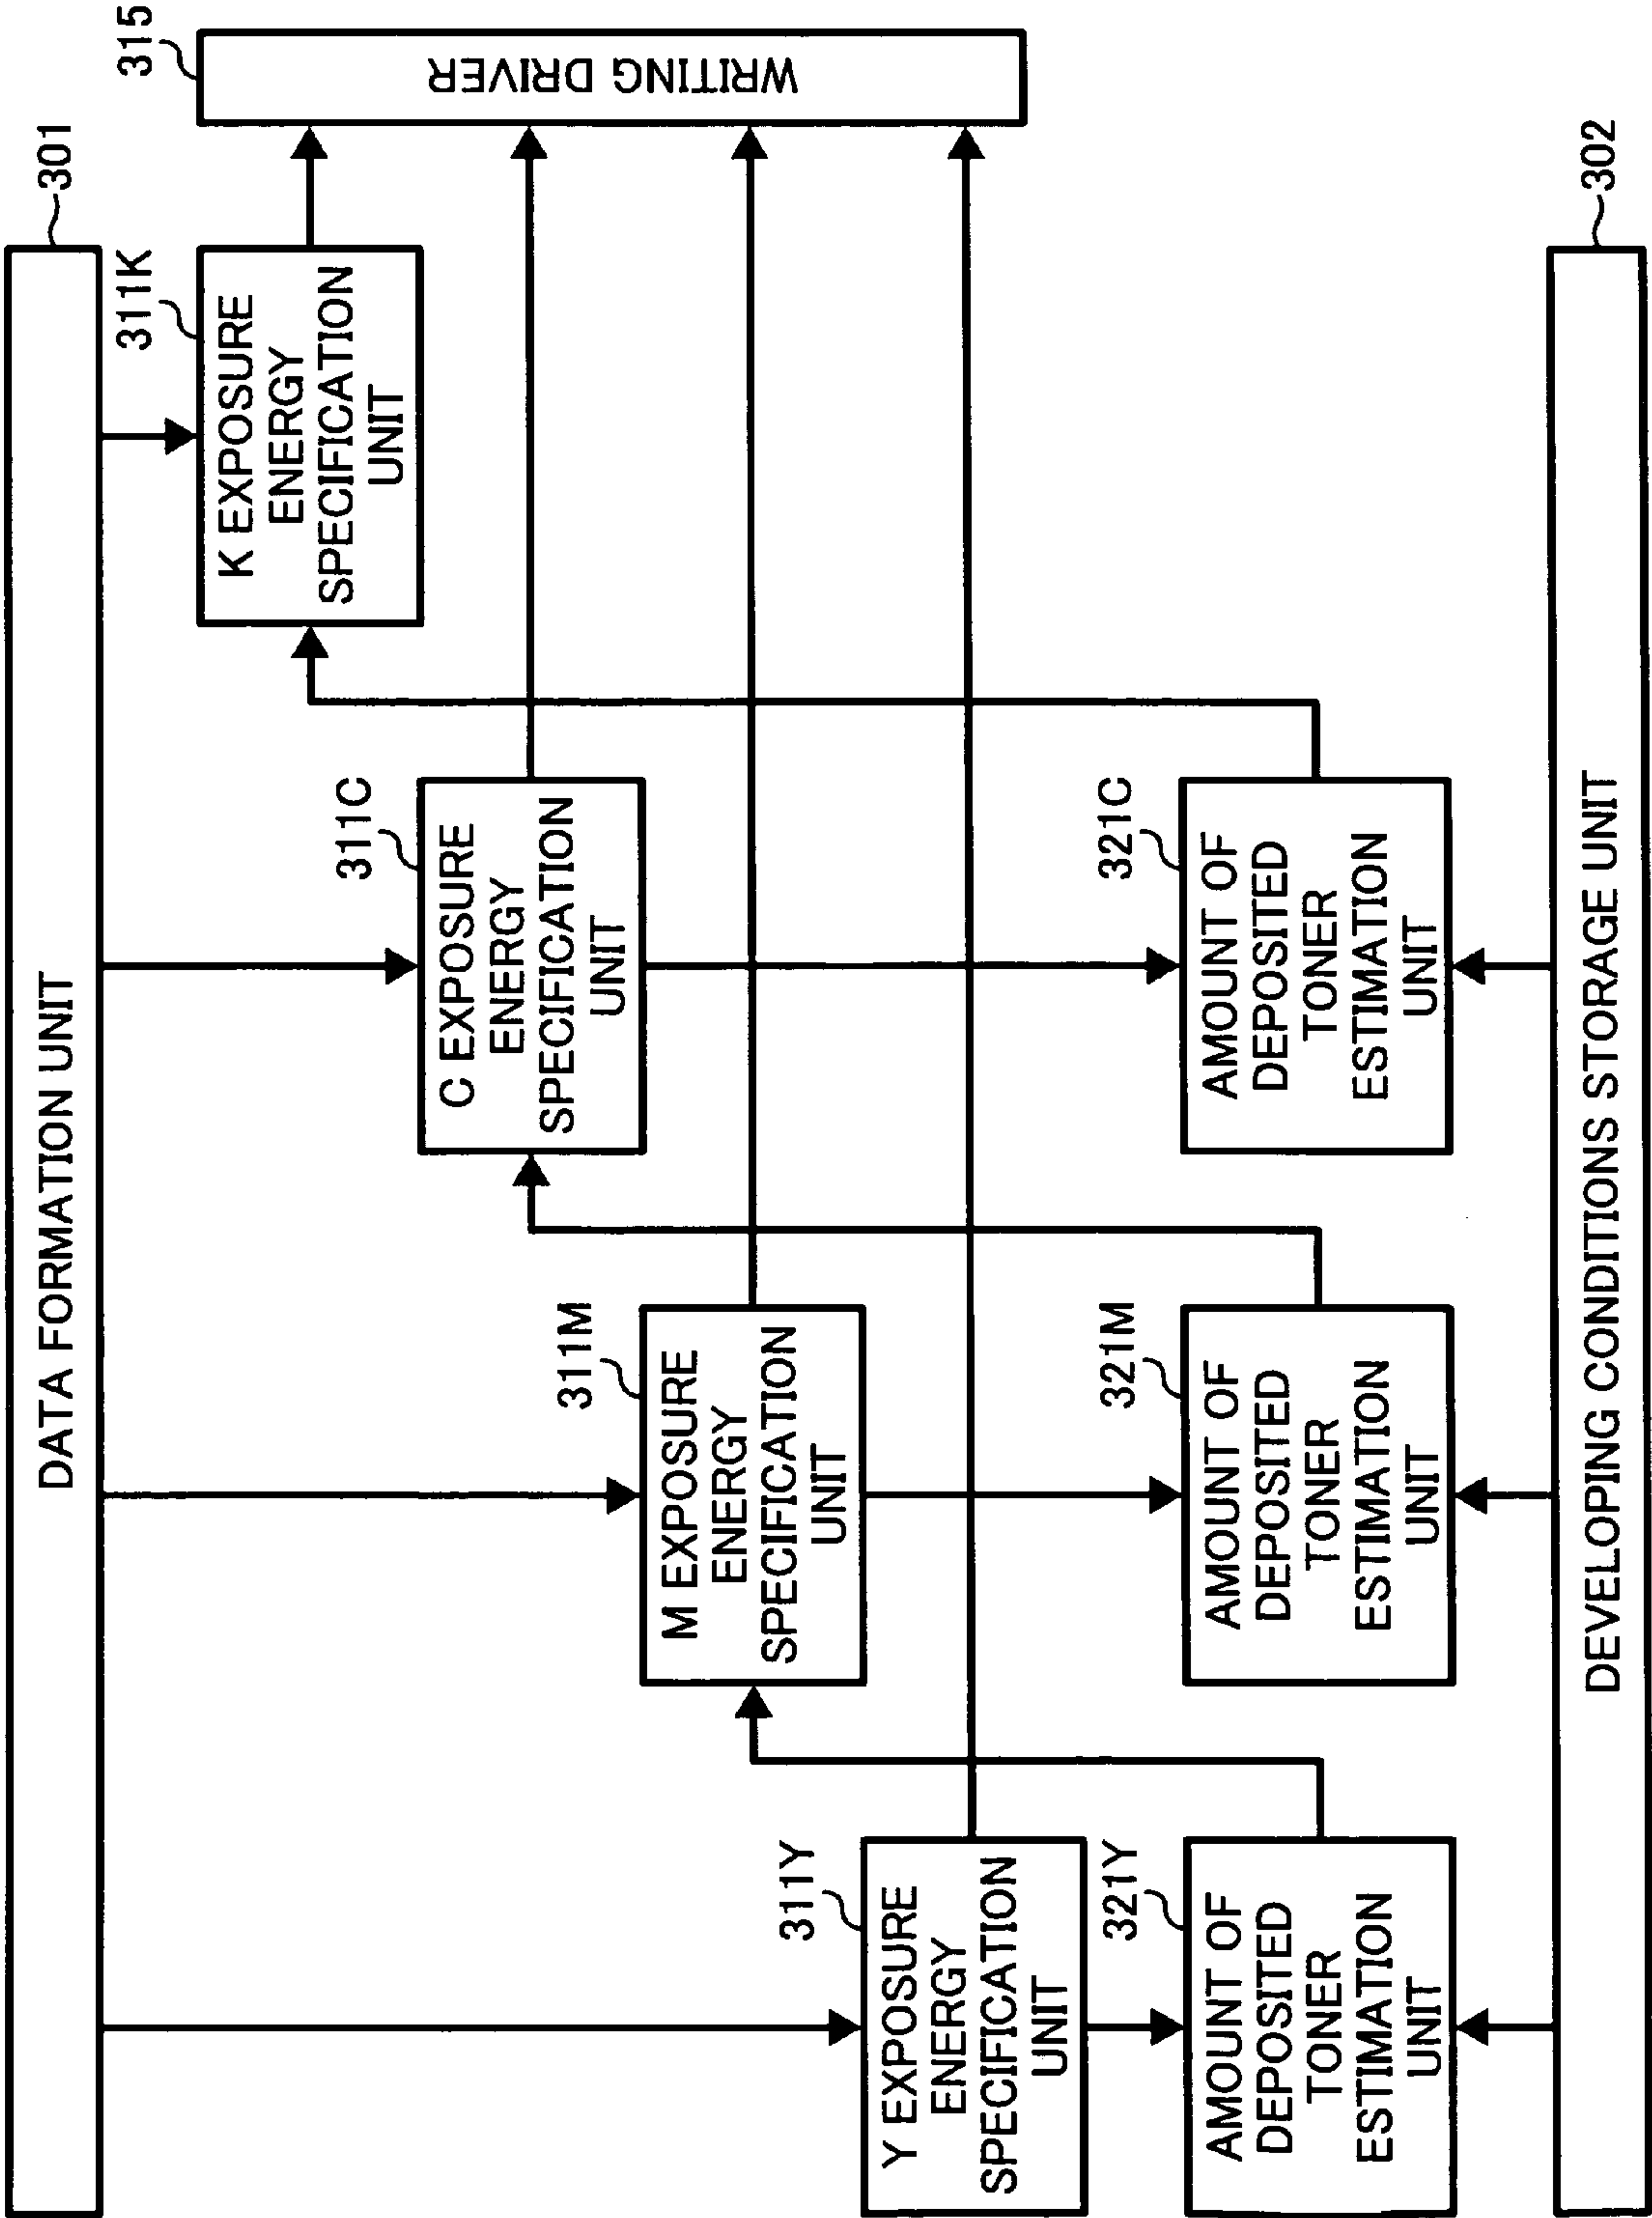 DATA FORMATION UNIT
301
Y EXPOSURE
ENERGY
SPECIFICATION
UNIT
311Y
M EXPOSURE
ENERGY
SPECIFICATION
UNIT
311M
C EXPOSURE
ENERGY
SPECIFICATION
UNIT
311C
K EXPOSURE
ENERGY
SPECIFICATION
UNIT
311K
WRITING DRIVER
315
AMOUNT OF
DEPOSITED
TONER
ESTIMATION
UNIT
321Y
AMOUNT OF
DEPOSITED
TONER
ESTIMATION
UNIT
321M
AMOUNT OF
DEPOSITED
TONER
ESTIMATION
UNIT
321C
DEVELOPING CONDITIONS STORAGE UNIT
302